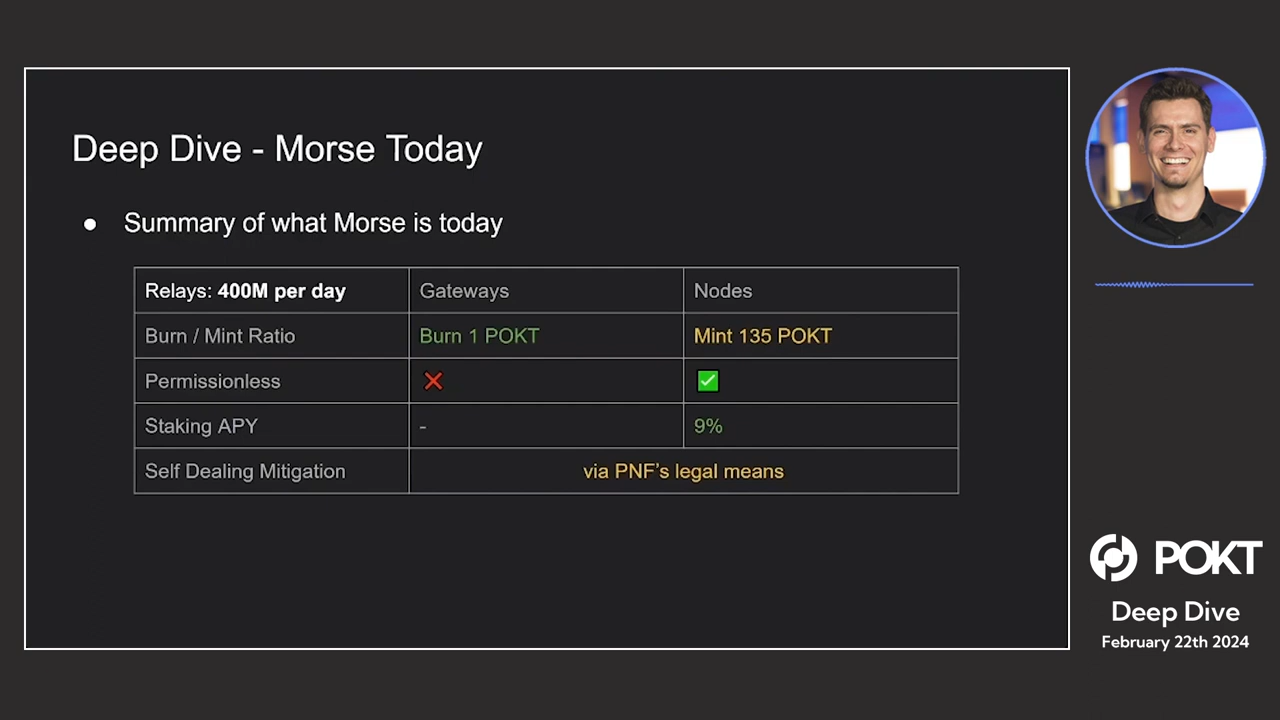 Deep Dive - Morse Today
● Summary of what Morse is today
Relays: 400M per day Gateways Nodes
Burn / Mint Ratio Burn 1 POKT Mint 135 POKT
Permissionless ❌ ✅
Staking APY - 9%
Self Dealing Mitigation via PNF's legal means
POKT
Deep Dive
February 22th 2024